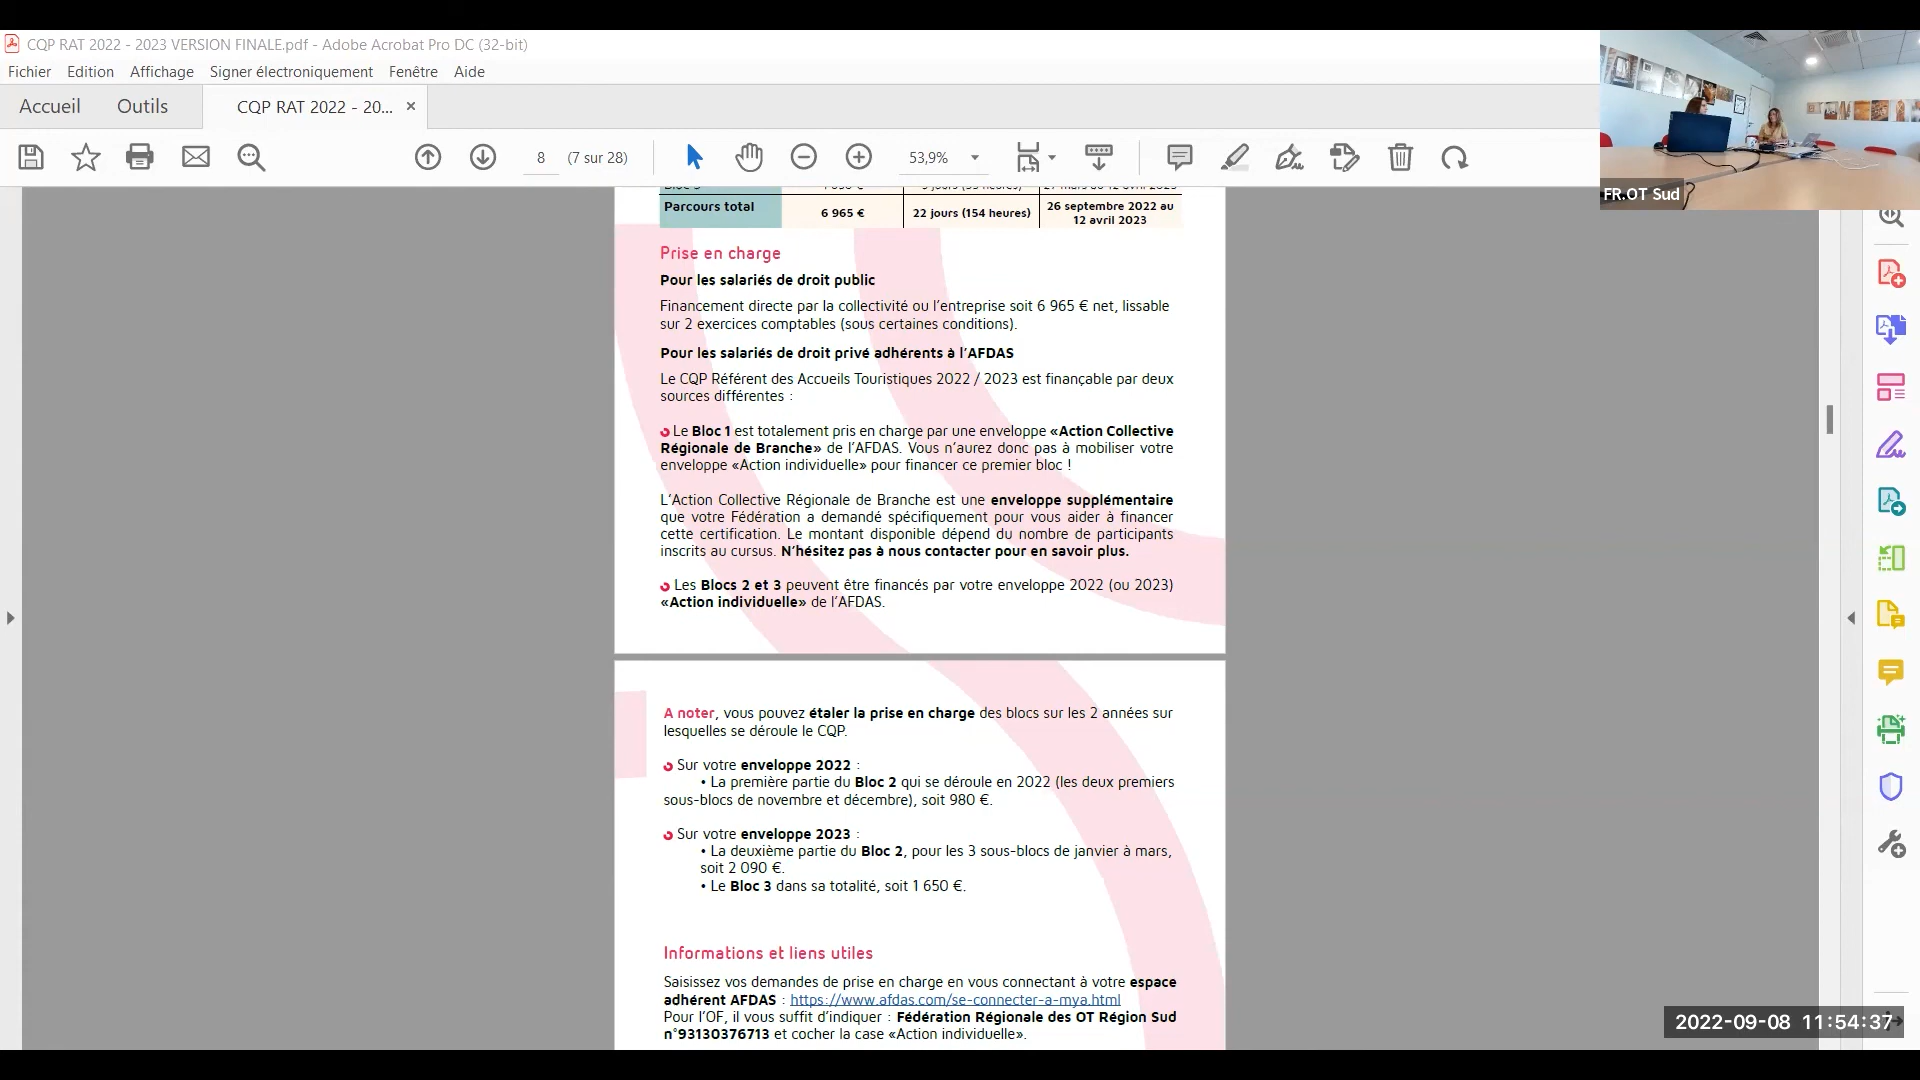 CQP RAT 2022 - 2023 VERSION FINALE.pdf - Adobe Acrobat Pro DC (32-bit)
Fichier Edition Affichage Signer électroniquement Fenêtre Aide
Accueil Outils CQP RAT 2022 - 20... ×
8 (7 sur 28) 53,9%
FR.OT Sud
Parcours total 6 965 € 22 jours (154 heures) 26 septembre 2022 au
12 avril 2023
Prise en charge
Pour les salariés de droit public
Financement directe par la collectivité ou l'entreprise soit 6 965 € net, lissable
sur 2 exercices comptables (sous certaines conditions).
Pour les salariés de droit privé adhérents à l'AFDAS
Le CQP Référent des Accueils Touristiques 2022 / 2023 est finançable par deux
sources différentes :
Le Bloc 1 est totalement pris en charge par une enveloppe «Action Collective
Régionale de Branche» de l'AFDAS. Vous n'aurez donc pas à mobiliser votre
enveloppe «Action individuelle» pour financer ce premier bloc !
L'Action Collective Régionale de Branche est une enveloppe supplémentaire
que votre Fédération a demandé spécifiquement pour vous aider à financer
cette certification. Le montant disponible dépend du nombre de participants
inscrits au cursus. N'hésitez pas à nous contacter pour en savoir plus.
Les Blocs 2 et 3 peuvent être financés par votre enveloppe 2022 (ou 2023)
«Action individuelle» de l'AFDAS.
A noter, vous pouvez étaler la prise en charge des blocs sur les 2 années sur
lesquelles se déroule le CQP.
Sur votre enveloppe 2022 :
• La première partie du Bloc 2 qui se déroule en 2022 (les deux premiers
sous-blocs de novembre et décembre), soit 980 €.
Sur votre enveloppe 2023 :
• La deuxième partie du Bloc 2, pour les 3 sous-blocs de janvier à mars,
soit 2 090 €.
• Le Bloc 3 dans sa totalité, soit 1 650 €.
Informations et liens utiles
Saisissez vos demandes de prise en charge en vous connectant à votre espace
adhérent AFDAS : https://www.afdas.com/se-connecter-a-mya.html
Pour l'OF, il vous suffit d'indiquer : Fédération Régionale des OT Région Sud
n°93130376713 et cocher la case «Action individuelle».
2022-09-08 11:54:37